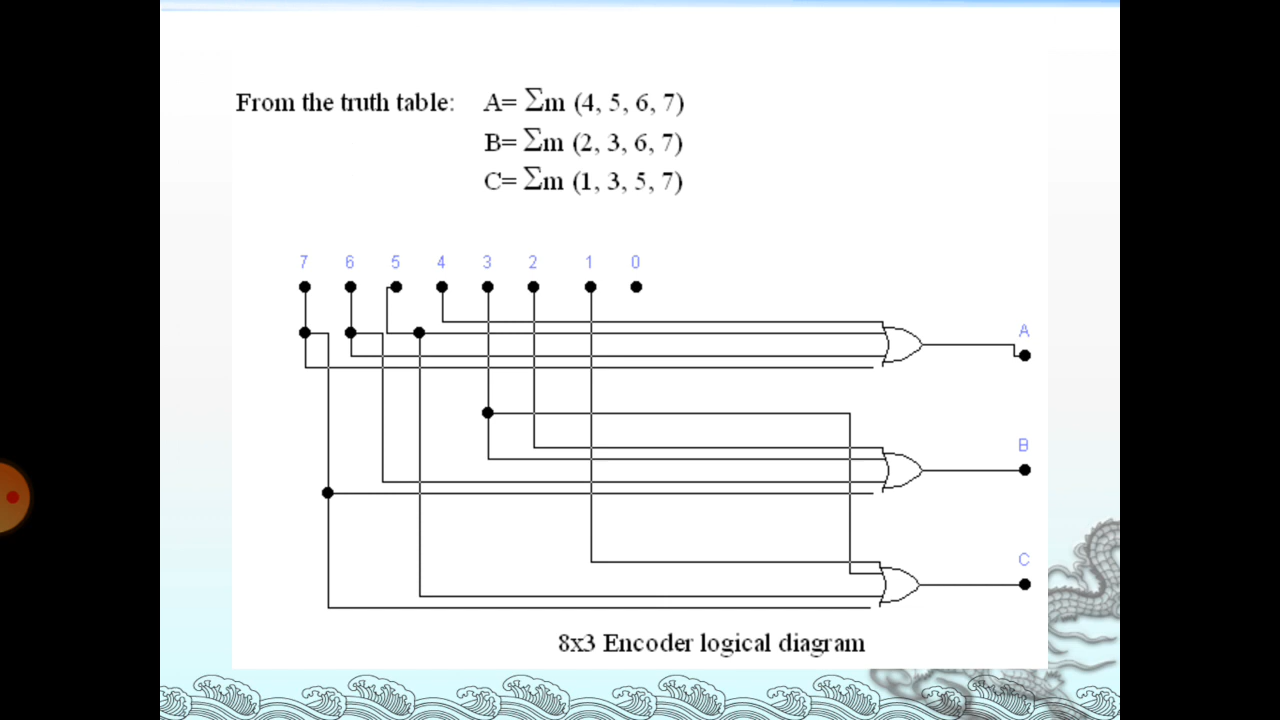 From the truth table: A= Σm (4, 5, 6, 7)
B= Σm (2, 3, 6, 7)
C= Σm (1, 3, 5, 7)
7 6 5 4 3 2 1 0
A
B
C
8x3 Encoder logical diagram